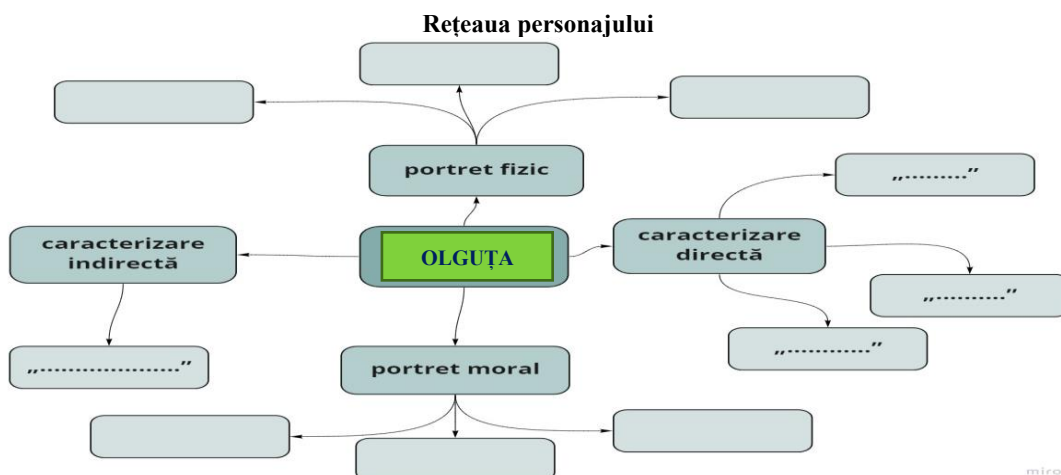 Rețeaua personajului
portret fizic
„.........”
caracterizare
indirectă
OLGUȚA
caracterizare
directă
„..........”
„...........”
„....................”
portret moral
miro